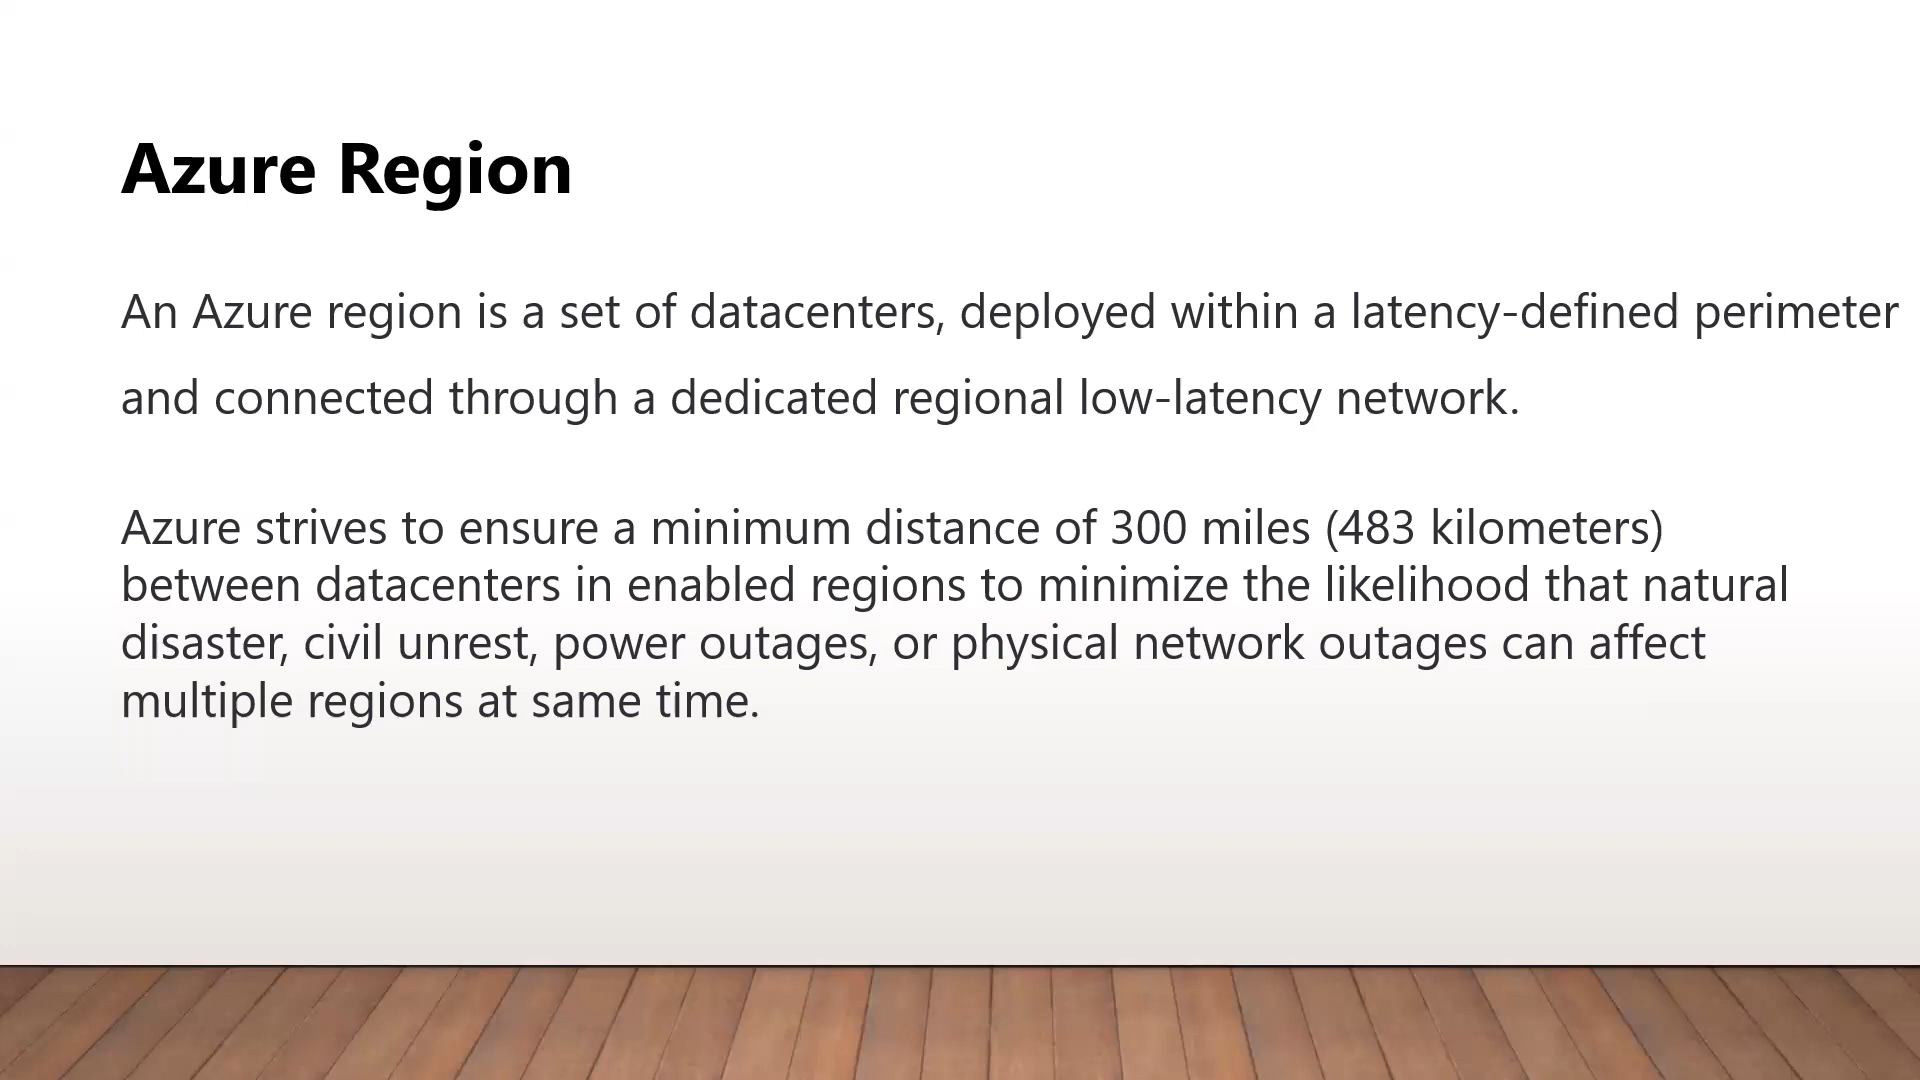 Azure Region
An Azure region is a set of datacenters, deployed within a latency-defined perimeter
and connected through a dedicated regional low-latency network.
Azure strives to ensure a minimum distance of 300 miles (483 kilometers)
between datacenters in enabled regions to minimize the likelihood that natural
disaster, civil unrest, power outages, or physical network outages can affect
multiple regions at same time.